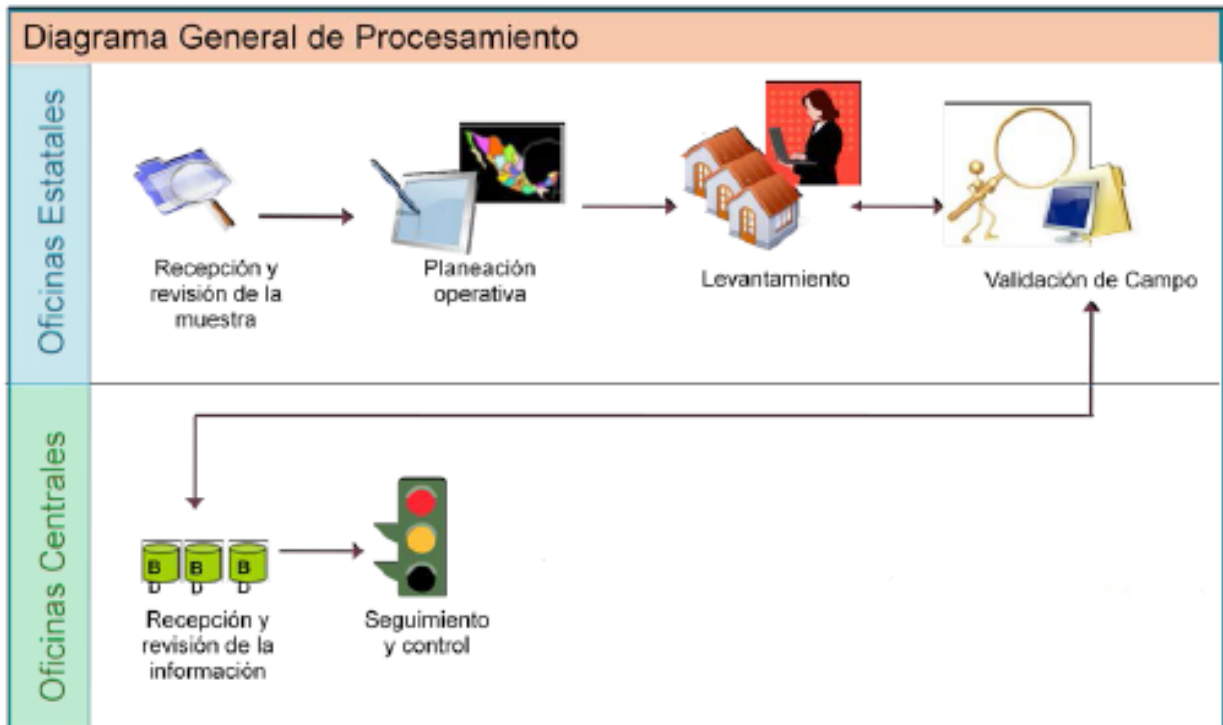 Diagrama General de Procesamiento
Oficinas Estatales
Recepción y
revisión de la
muestra
Planeación
operativa
Levantamiento
Validación de Campo
Oficinas Centrales
B B B
D D D
Recepción y
revisión de la
información
Seguimiento
y control